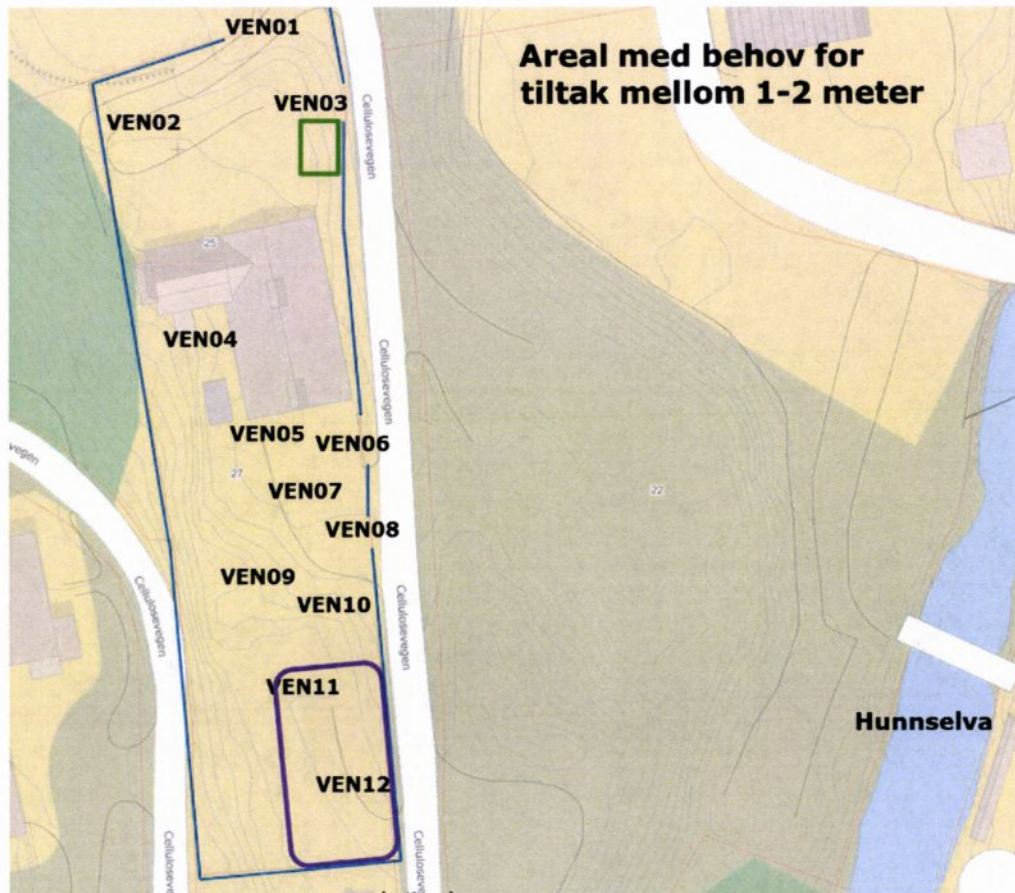 VEN01
Areal med behov for
tiltak mellom 1-2 meter
VEN03
VEN02
Cellulosevegen
25
VEN04
Cellulosevegen
VEN05
VEN06
vegen
27
VEN07
22
VEN08
VEN09
Cellulosevegen
VEN10
Cellulosevegen
VEN11
Hunnselva
VEN12
Cellulosevegen
Cellulosevegen